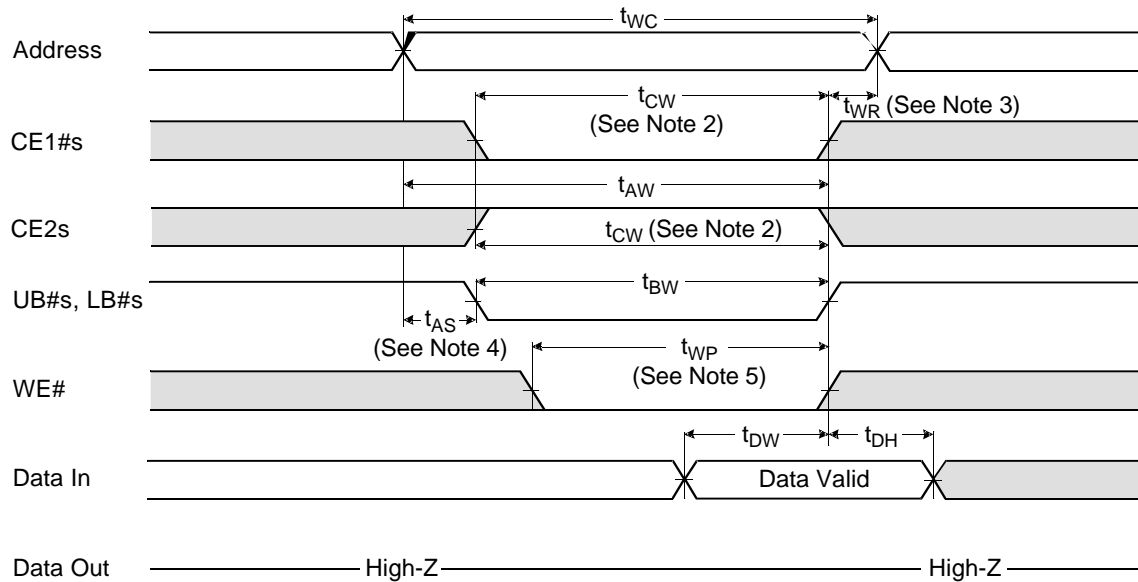 tWC
Address
tCW
(See Note 2)
tWR (See Note 3)
CE1#s
tAW
CE2s
tCW (See Note 2)
UB#s, LB#s
tBW
tAS
(See Note 4)
tWP
(See Note 5)
WE#
tDW
tDH
Data In
Data Valid
Data Out
High-Z
High-Z